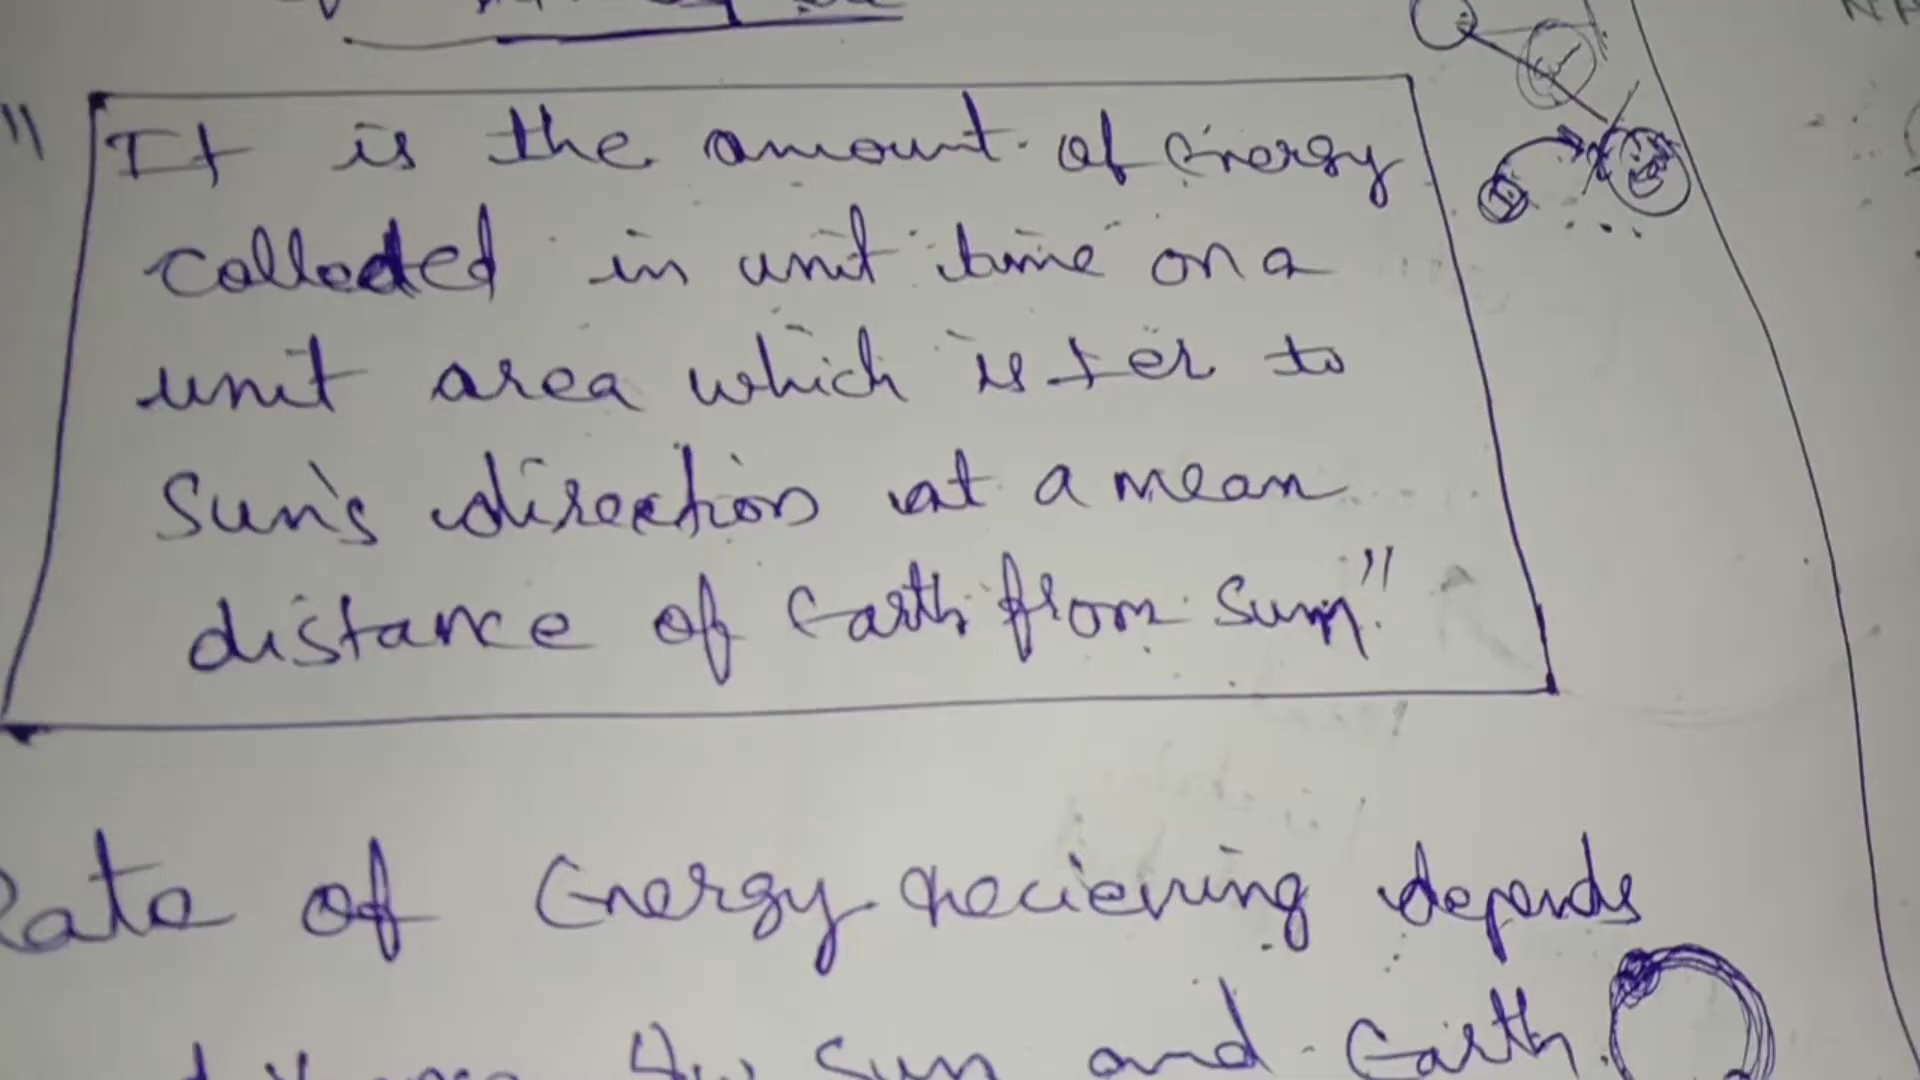 "It is the amount of Energy
collected in unit time on a
unit area which is ⊥er to
Sun's direction at a mean
distance of Earth from Sun."
Rate of Energy recieving depends
Sun and Earth.